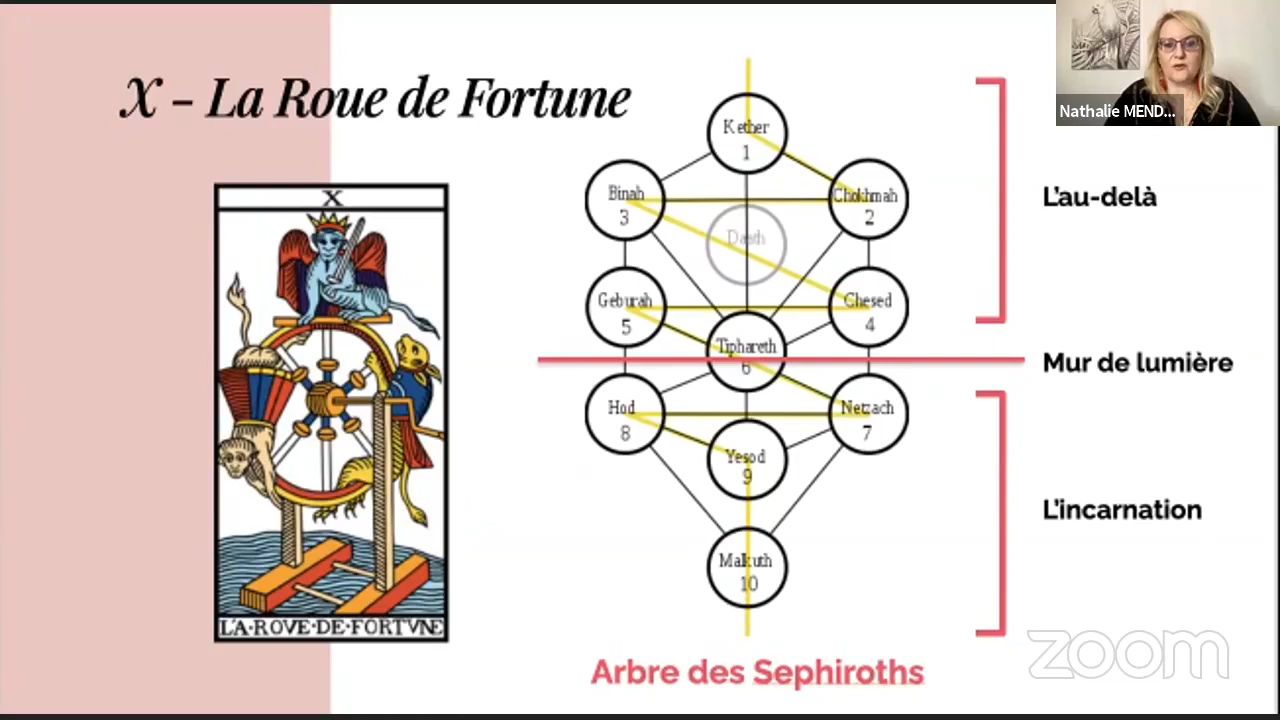 X - La Roue de Fortune
X
LA·ROVE·DE·FORTVNE
Kether
1
Binah
3
Chokhmah
2
Daath
Geburah
5
Chesed
4
Tiphareth
6
Hod
8
Netzach
7
Yesod
9
Malkuth
10
Arbre des Sephiroths
L'au-delà
Mur de lumière
L'incarnation
Nathalie MEND...
zoom